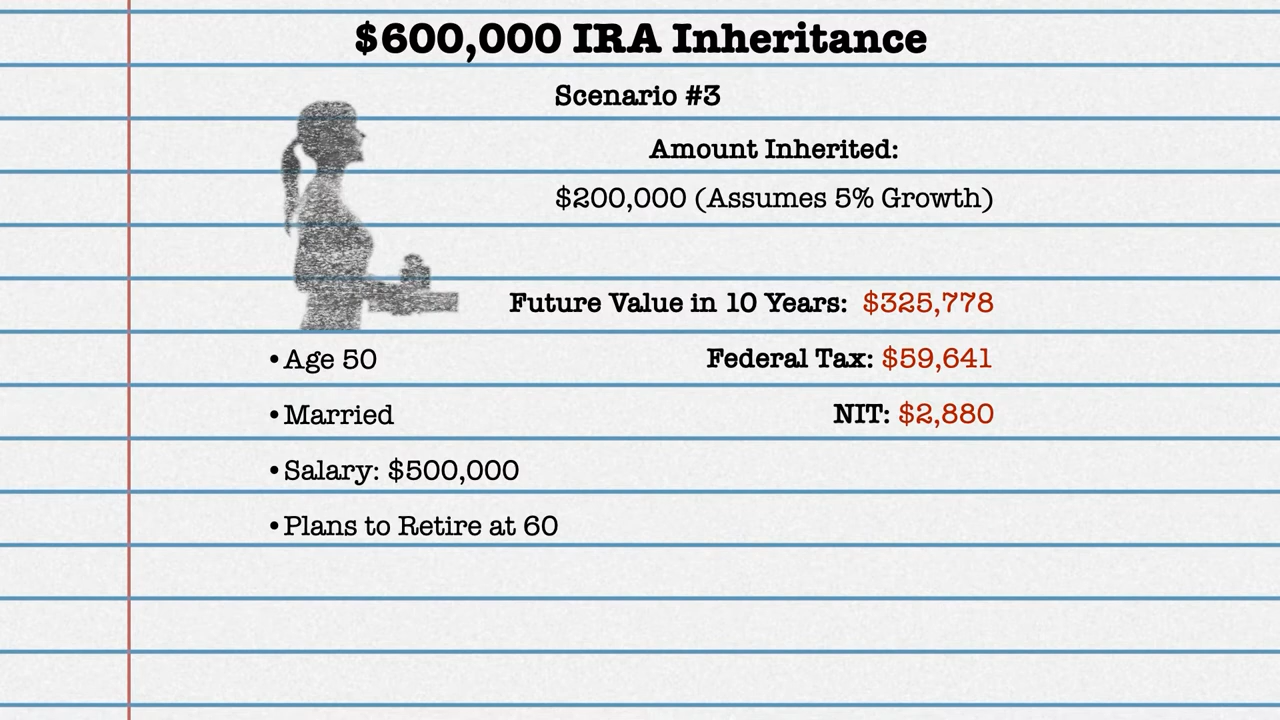 $600,000 IRA Inheritance
Scenario #3
Amount Inherited:
$200,000 (Assumes 5% Growth)
Future Value in 10 Years: $325,778
Federal Tax: $59,641
NIT: $2,880
• Age 50
• Married
• Salary: $500,000
• Plans to Retire at 60